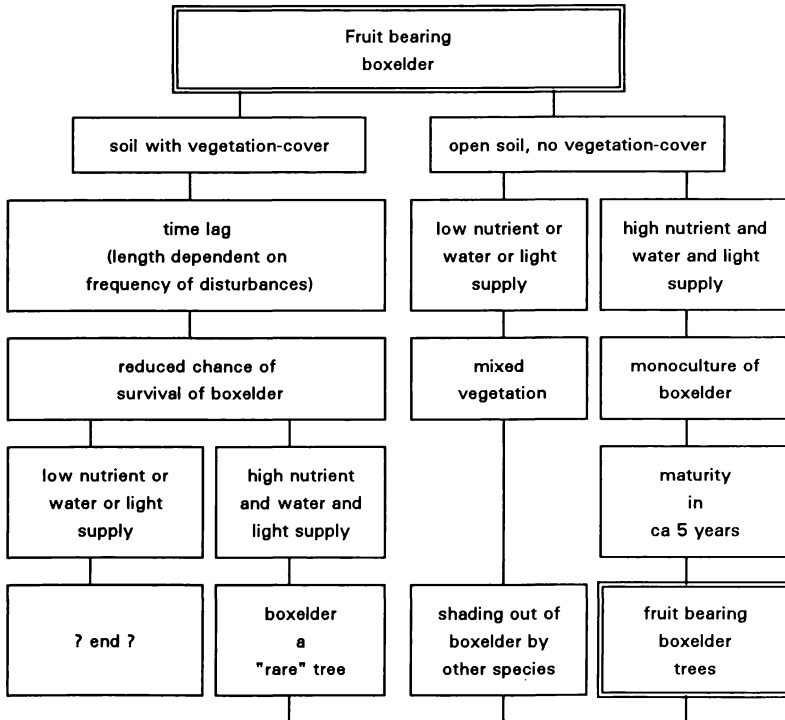 Fruit bearing
boxelder
soil with vegetation-cover
open soil, no vegetation-cover
time lag
(length dependent on
frequency of disturbances)
low nutrient or
water or light
supply
high nutrient and
water and light
supply
reduced chance of
survival of boxelder
mixed
vegetation
monoculture of
boxelder
low nutrient or
water or light
supply
high nutrient
and water and
light supply
maturity
in
ca 5 years
? end ?
boxelder
a
"rare" tree
shading out of
boxelder by
other species
fruit bearing
boxelder
trees